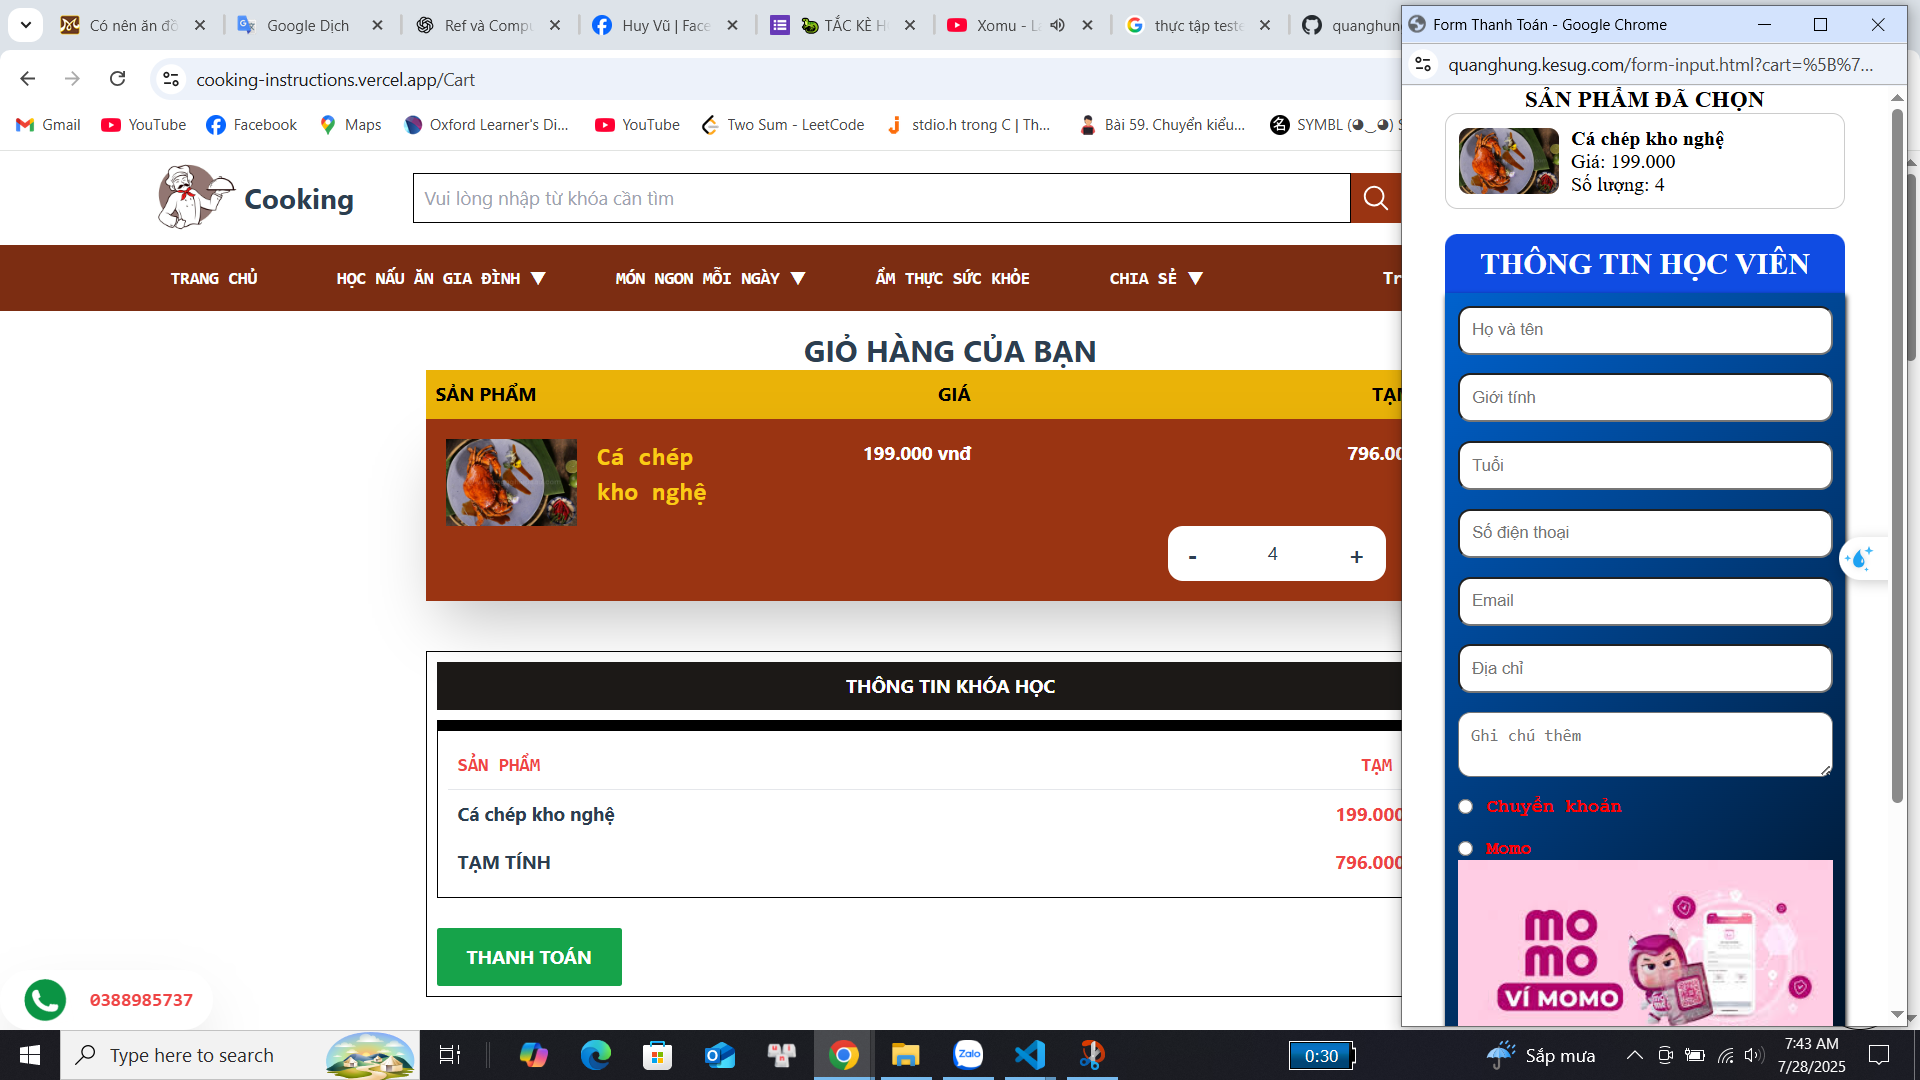 Có nên ăn đồ
Google Dịch
Ref và Compu
Huy Vũ | Face
TẮC KÈ H
Xomu - La
thực tập teste
quanghung
cooking-instructions.vercel.app/Cart
Gmail
YouTube
Facebook
Maps
Oxford Learner's Di...
YouTube
Two Sum - LeetCode
stdio.h trong C | Th...
Bài 59. Chuyển kiểu...
SYMBL (◕‿◕) S
Cooking
Vui lòng nhập từ khóa cần tìm
TRANG CHỦ
HỌC NẤU ĂN GIA ĐÌNH ▼
MÓN NGON MỖI NGÀY ▼
ẨM THỰC SỨC KHỎE
CHIA SẺ ▼
Tr
GIỎ HÀNG CỦA BẠN
SẢN PHẨM
GIÁ
TẠM
Cá chép
kho nghệ
199.000 vnđ
796.00
- 4 +
THÔNG TIN KHÓA HỌC
SẢN PHẨM
TẠM
Cá chép kho nghệ
199.000
TẠM TÍNH
796.000
THANH TOÁN
0388985737
Form Thanh Toán - Google Chrome
quanghung.kesug.com/form-input.html?cart=%5B%7...
SẢN PHẨM ĐÃ CHỌN
Cá chép kho nghệ
Giá: 199.000
Số lượng: 4
THÔNG TIN HỌC VIÊN
Họ và tên
Giới tính
Tuổi
Số điện thoại
Email
Địa chỉ
Ghi chú thêm
Chuyển khoản
Momo
mo
mo
VÍ MOMO
Type here to search
Zalo
0:30
Sắp mưa
7:43 AM
7/28/2025